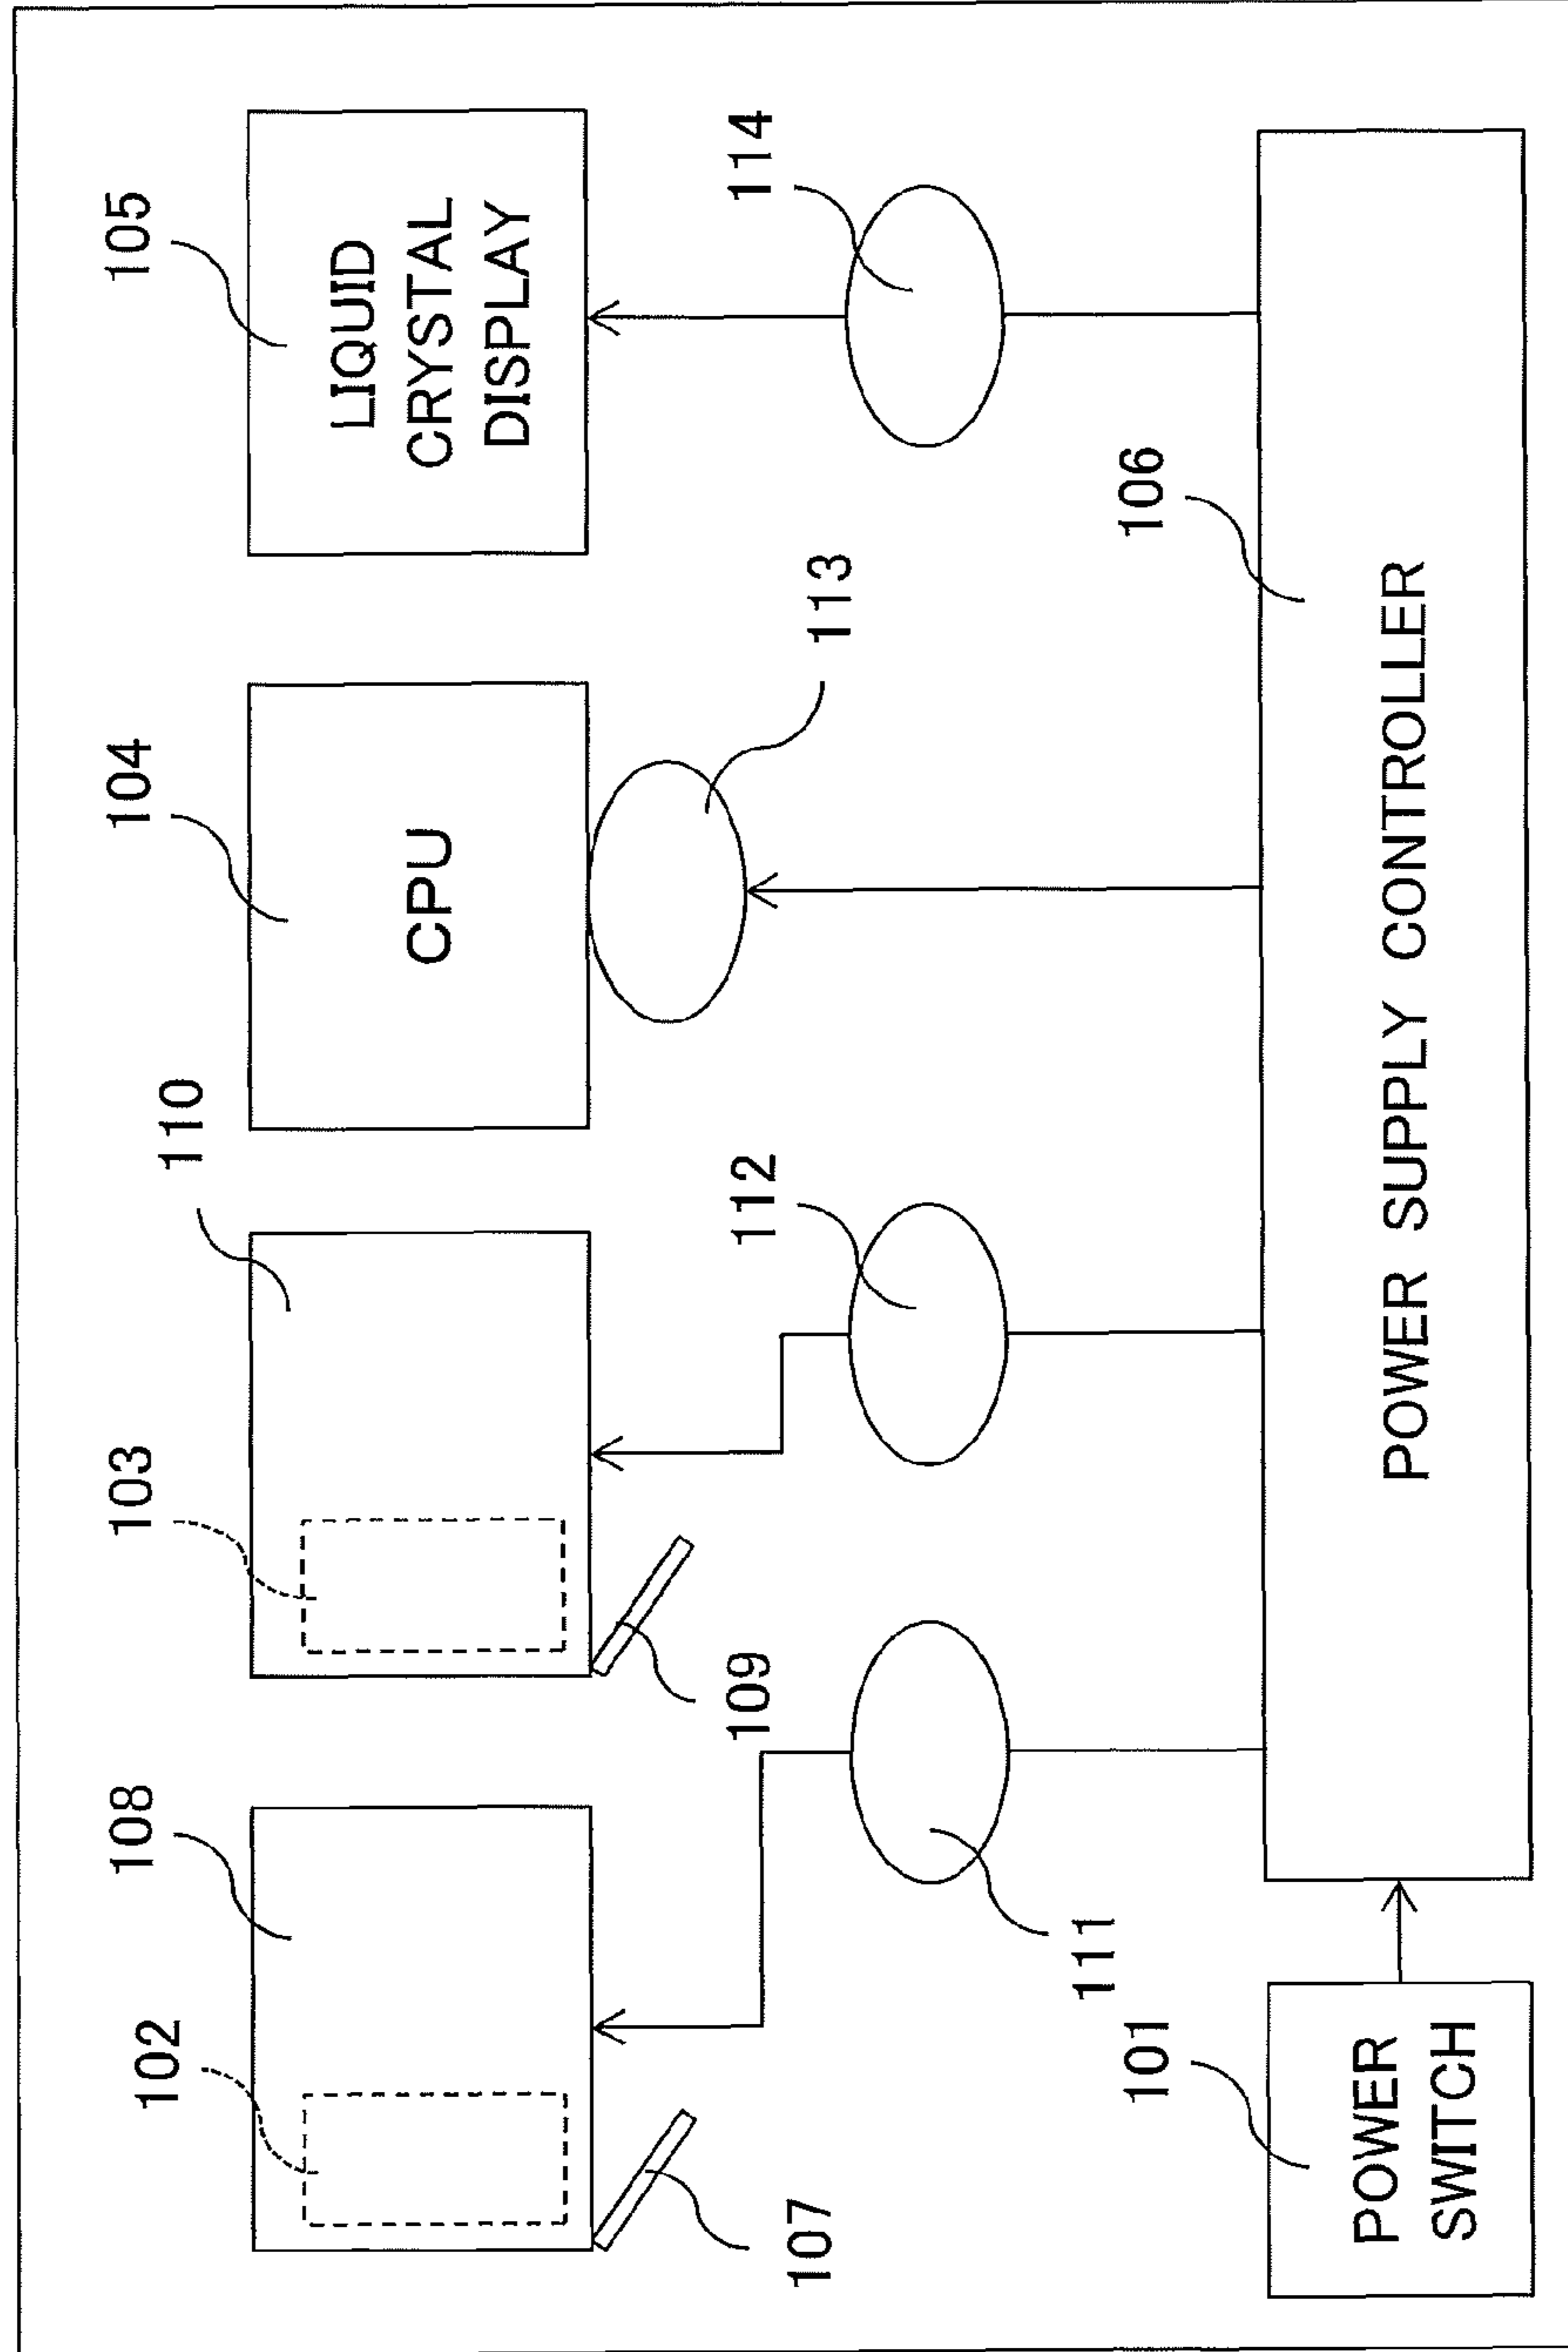 102
108
103
110
104
105
LIQUID
CRYSTAL
DISPLAY
CPU
107
109
112
113
114
111
106
101
POWER
SWITCH
POWER SUPPLY CONTROLLER